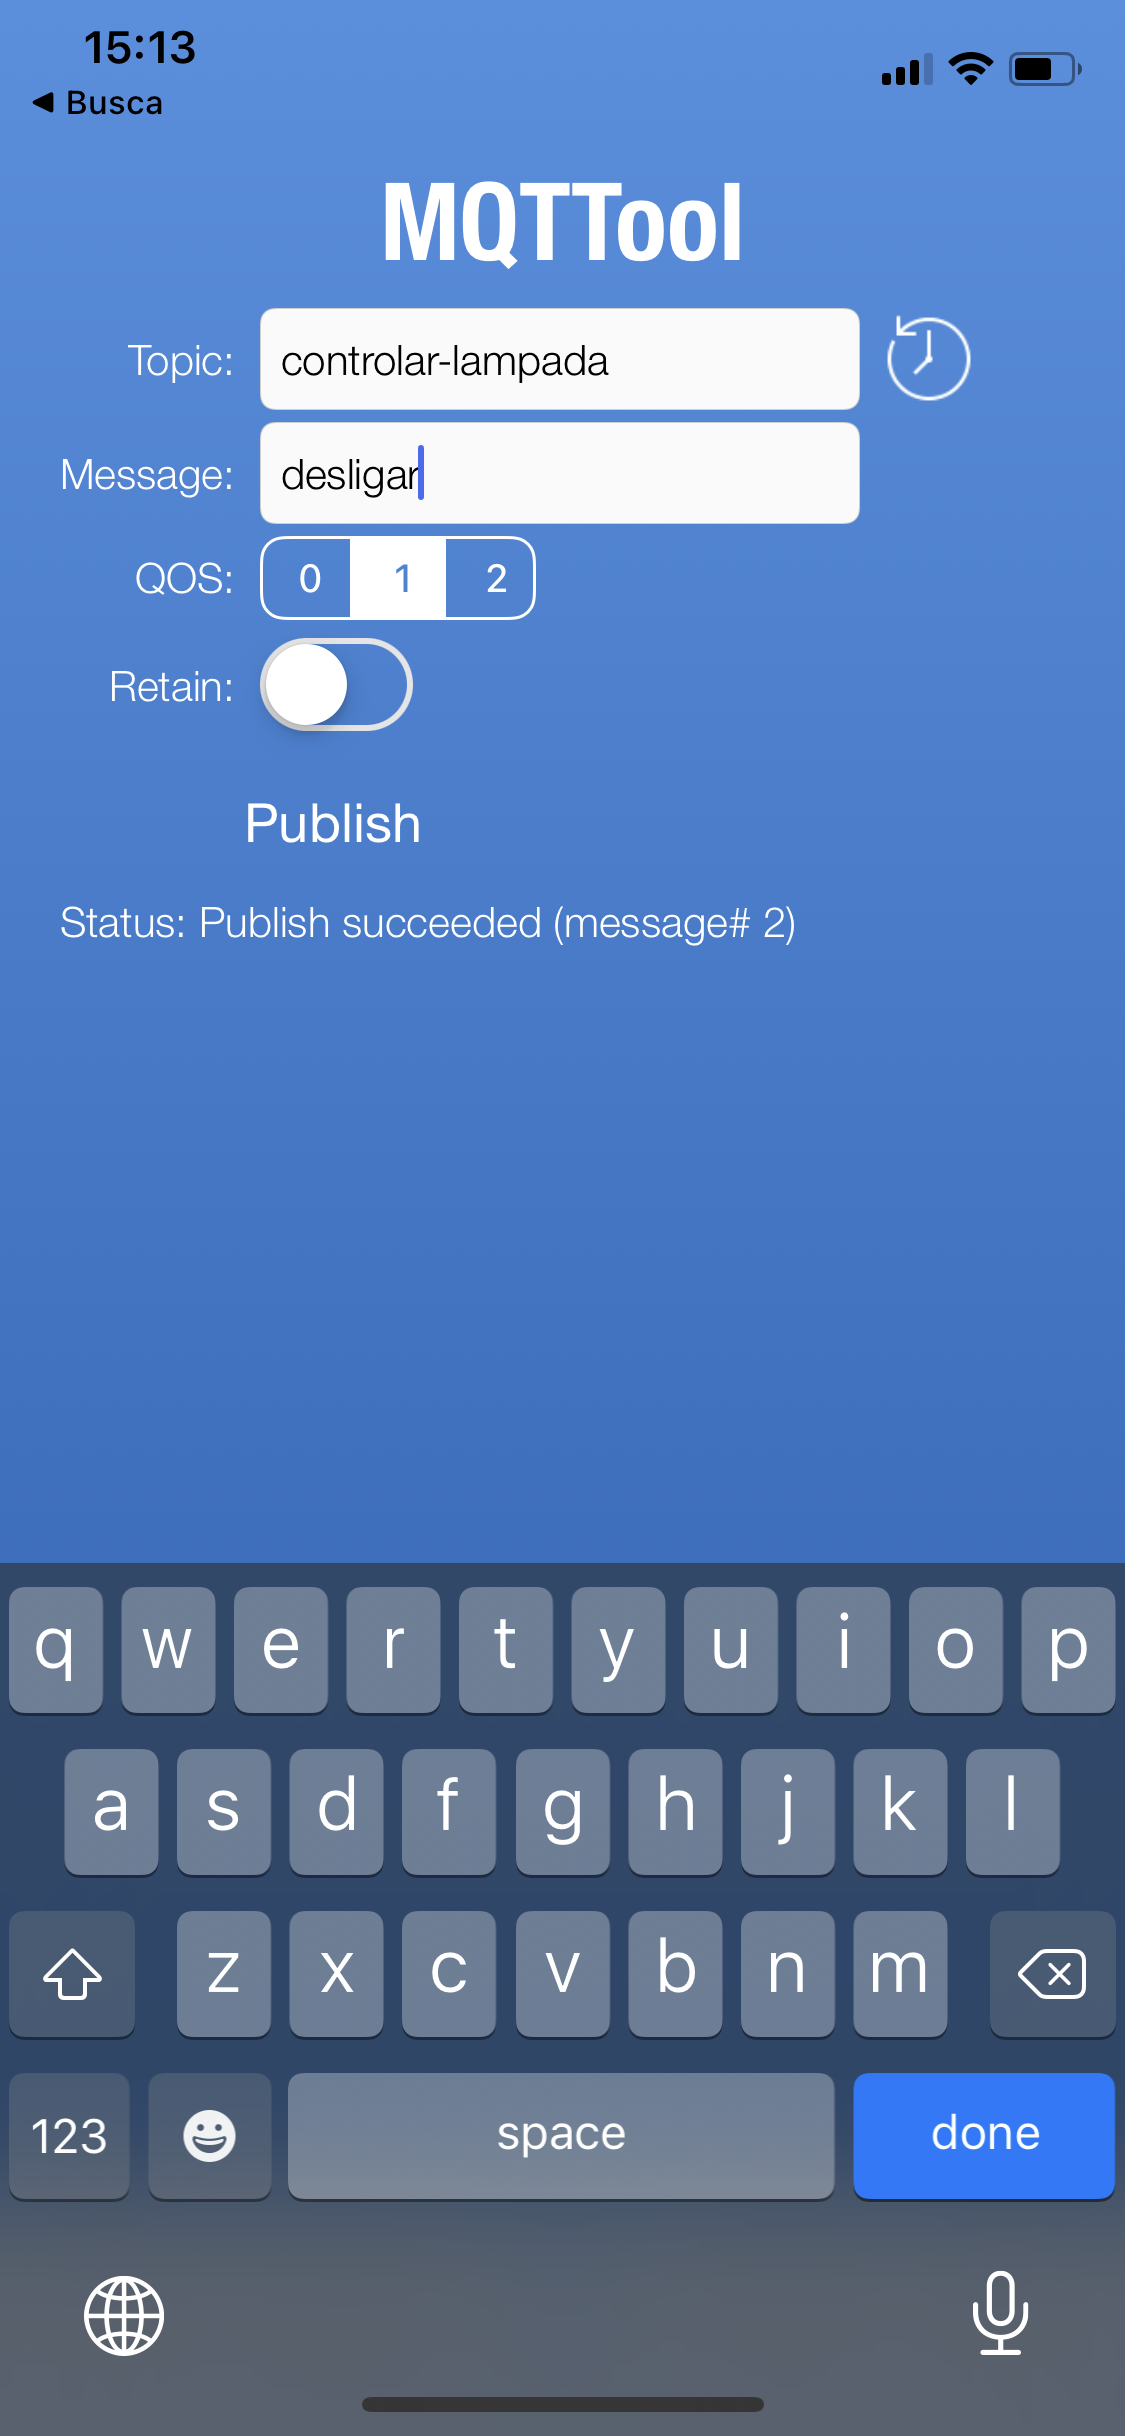 15:13
◀ Busca
MQTTool
Topic: controlar-lampada
Message: desligar
QOS: 0 1 2
Retain:
Publish
Status: Publish succeeded (message# 2)
q w e r t y u i o p
a s d f g h j k l
z x c v b n m
123 space done